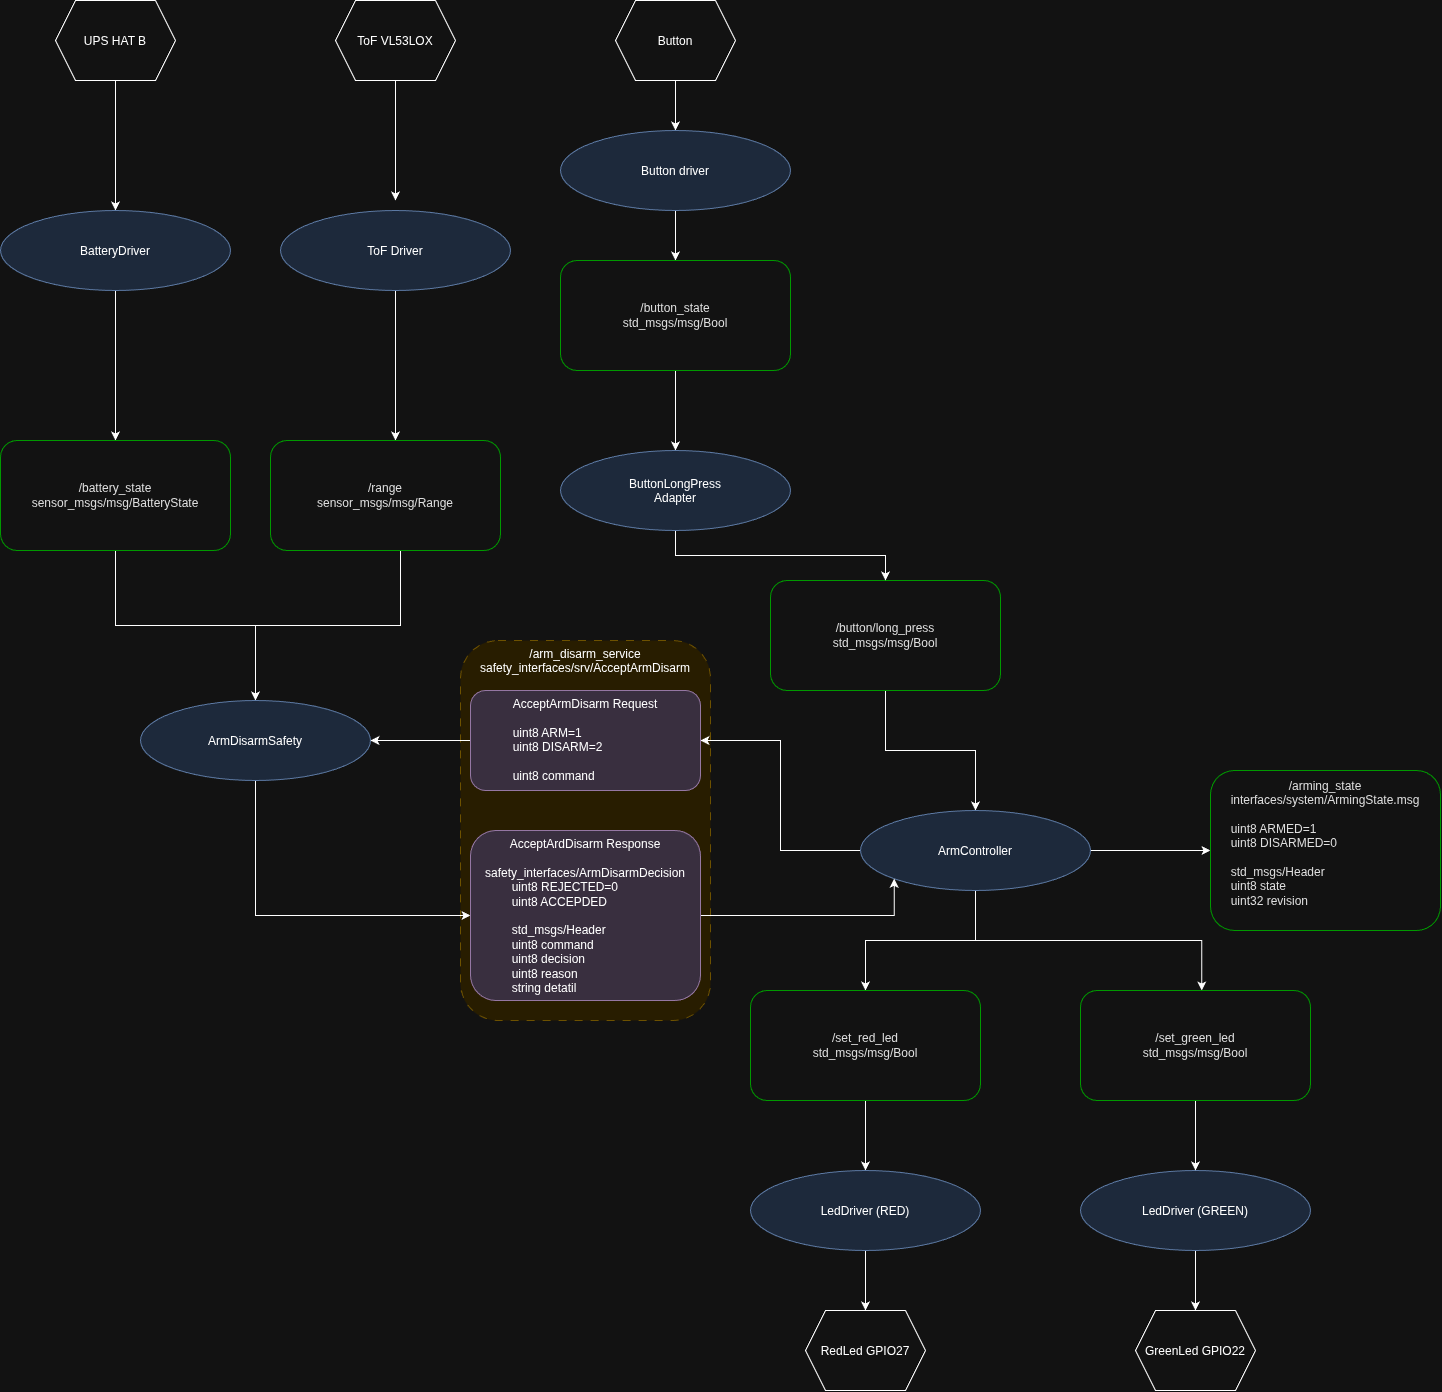 UPS HAT B
ToF VL53LOX
Button
Button driver
BatteryDriver
ToF Driver
/button_state
std_msgs/msg/Bool
/battery_state
sensor_msgs/msg/BatteryState
/range
sensor_msgs/msg/Range
ButtonLongPress
Adapter
/button/long_press
std_msgs/msg/Bool
/arm_disarm_service
safety_interfaces/srv/AcceptArmDisarm
AcceptArmDisarm Request
uint8 ARM=1
uint8 DISARM=2
uint8 command
ArmDisarmSafety
AcceptArdDisarm Response
safety_interfaces/ArmDisarmDecision
uint8 REJECTED=0
uint8 ACCEPDED
std_msgs/Header
uint8 command
uint8 decision
uint8 reason
string detatil
ArmController
/arming_state
interfaces/system/ArmingState.msg
uint8 ARMED=1
uint8 DISARMED=0
std_msgs/Header
uint8 state
uint32 revision
/set_red_led
std_msgs/msg/Bool
/set_green_led
std_msgs/msg/Bool
LedDriver (RED)
LedDriver (GREEN)
RedLed GPIO27
GreenLed GPIO22